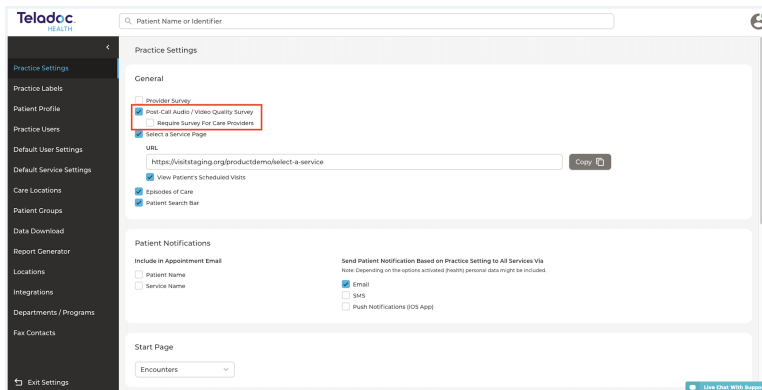 Teladoc
HEALTH
Patient Name or Identifier
Practice Settings
Practice Labels
Patient Profile
Practice Users
Default User Settings
Default Service Settings
Care Locations
Patient Groups
Data Download
Report Generator
Locations
Integrations
Departments / Programs
Fax Contacts
Exit Settings
Practice Settings
General
Provider Survey
Post-Call Audio / Video Quality Survey
Require Survey For Care Providers
Select a Service Page
URL
https://visitstaging.org/productdemo/select-a-service
Copy
View Patient's Scheduled Visits
Episodes of Care
Patient Search Bar
Patient Notifications
Include in Appointment Email
Patient Name
Service Name
Send Patient Notification Based on Practice Setting to All Services Via
Note: Depending on the options activated (health) personal data might be included.
Email
SMS
Push Notifications (iOS App)
Start Page
Encounters
Live Chat With Suppo